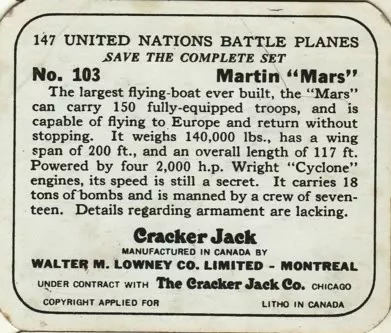 147 UNITED NATIONS BATTLE PLANES
SAVE THE COMPLETE SET
No. 103 Martin "Mars"
The largest flying-boat ever built, the "Mars"
can carry 150 fully-equipped troops, and is
capable of flying to Europe and return without
stopping. It weighs 140,000 lbs., has a wing
span of 200 ft., and an overall length of 117 ft.
Powered by four 2,000 h.p. Wright "Cyclone"
engines, its speed is still a secret. It carries 18
tons of bombs and is manned by a crew of seven-
teen. Details regarding armament are lacking.
Cracker Jack
MANUFACTURED IN CANADA BY
WALTER M. LOWNEY CO. LIMITED - MONTREAL
UNDER CONTRACT WITH The Cracker Jack Co. CHICAGO
COPYRIGHT APPLIED FOR LITHO IN CANADA